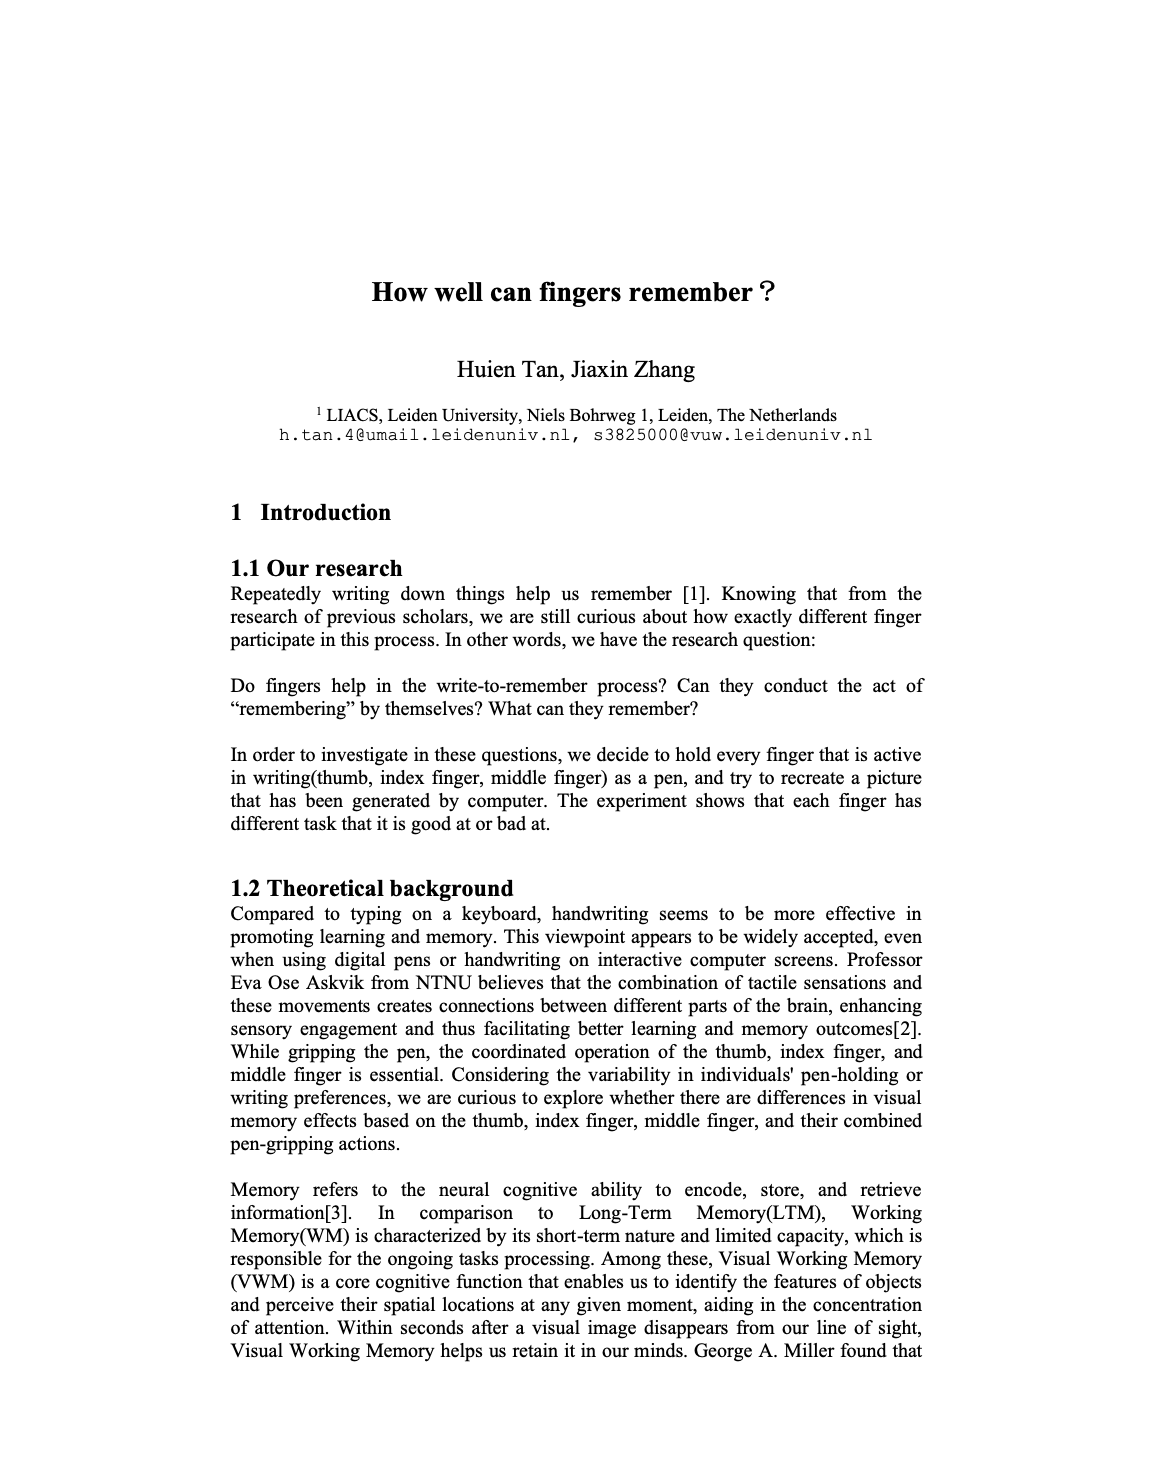 How well can fingers remember？
Huien Tan, Jiaxin Zhang
1 LIACS, Leiden University, Niels Bohrweg 1, Leiden, The Netherlands
h.tan.4@umail.leidenuniv.nl, s3825000@vuw.leidenuniv.nl
1 Introduction
1.1 Our research
Repeatedly writing down things help us remember [1]. Knowing that from the
research of previous scholars, we are still curious about how exactly different finger
participate in this process. In other words, we have the research question:
Do fingers help in the write-to-remember process? Can they conduct the act of
“remembering” by themselves? What can they remember?
In order to investigate in these questions, we decide to hold every finger that is active
in writing(thumb, index finger, middle finger) as a pen, and try to recreate a picture
that has been generated by computer. The experiment shows that each finger has
different task that it is good at or bad at.
1.2 Theoretical background
Compared to typing on a keyboard, handwriting seems to be more effective in
promoting learning and memory. This viewpoint appears to be widely accepted, even
when using digital pens or handwriting on interactive computer screens. Professor
Eva Ose Askvik from NTNU believes that the combination of tactile sensations and
these movements creates connections between different parts of the brain, enhancing
sensory engagement and thus facilitating better learning and memory outcomes[2].
While gripping the pen, the coordinated operation of the thumb, index finger, and
middle finger is essential. Considering the variability in individuals' pen-holding or
writing preferences, we are curious to explore whether there are differences in visual
memory effects based on the thumb, index finger, middle finger, and their combined
pen-gripping actions.
Memory refers to the neural cognitive ability to encode, store, and retrieve
information[3]. In comparison to Long-Term Memory(LTM), Working
Memory(WM) is characterized by its short-term nature and limited capacity, which is
responsible for the ongoing tasks processing. Among these, Visual Working Memory
(VWM) is a core cognitive function that enables us to identify the features of objects
and perceive their spatial locations at any given moment, aiding in the concentration
of attention. Within seconds after a visual image disappears from our line of sight,
Visual Working Memory helps us retain it in our minds. George A. Miller found that